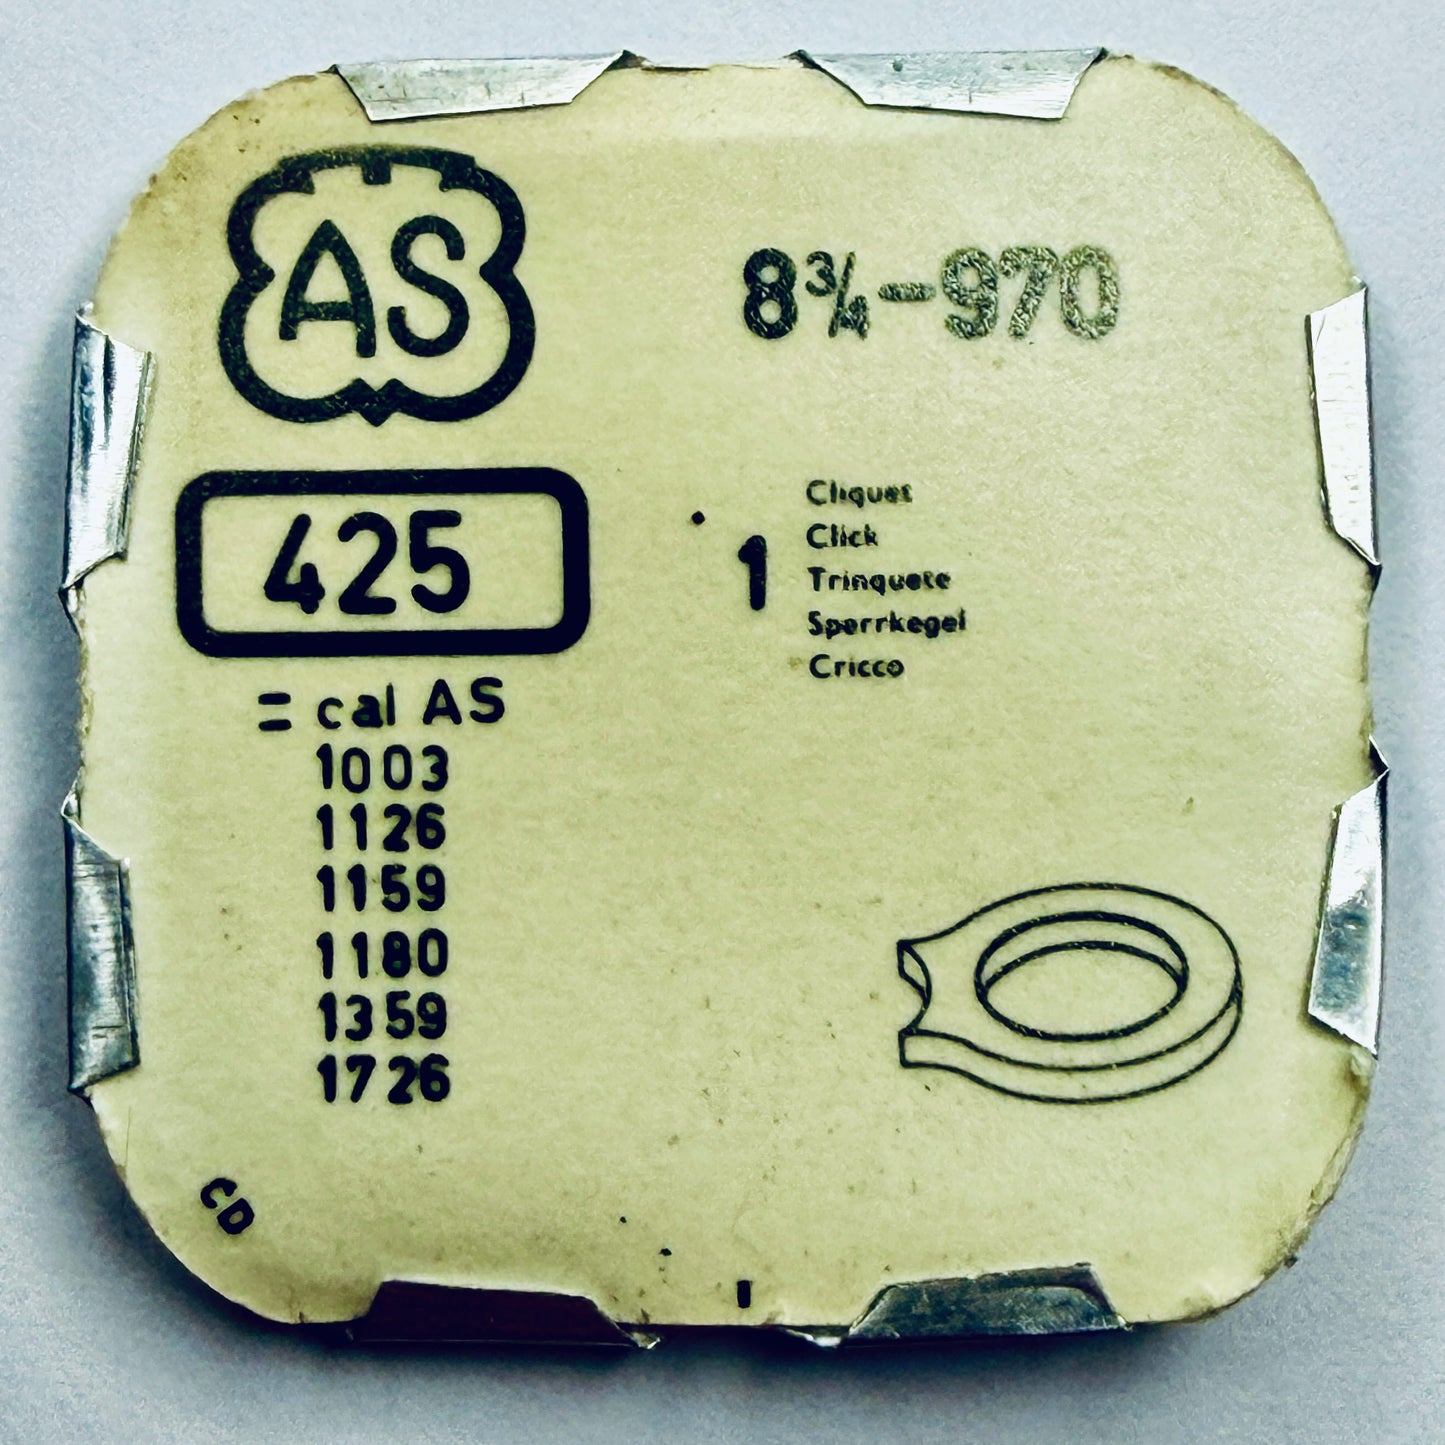 AS
8¾-970
425
1
Cliquet
Click
Trinquete
Sperrkegel
Cricco
= cal AS
1003
1126
1159
1180
1359
1726
CD
I